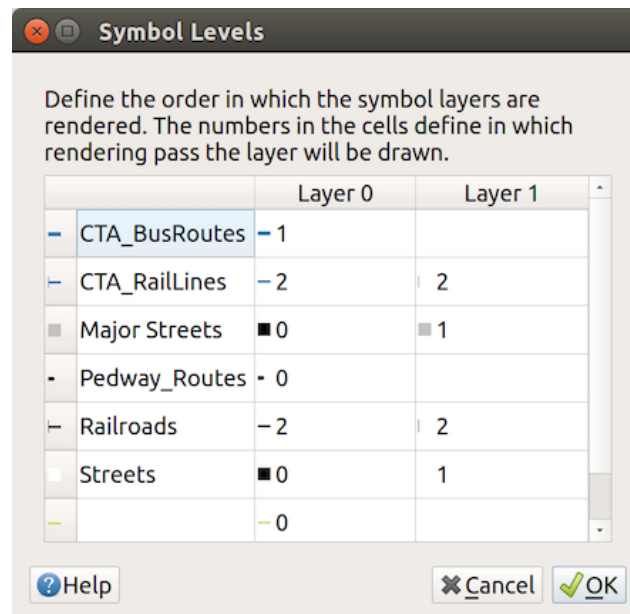 Symbol Levels
Define the order in which the symbol layers are
rendered. The numbers in the cells define in which
rendering pass the layer will be drawn.
Layer 0 Layer 1
CTA_BusRoutes 1
CTA_RailLines 2 2
Major Streets 0 1
Pedway_Routes 0
Railroads 2 2
Streets 0 1
0
Help Cancel OK